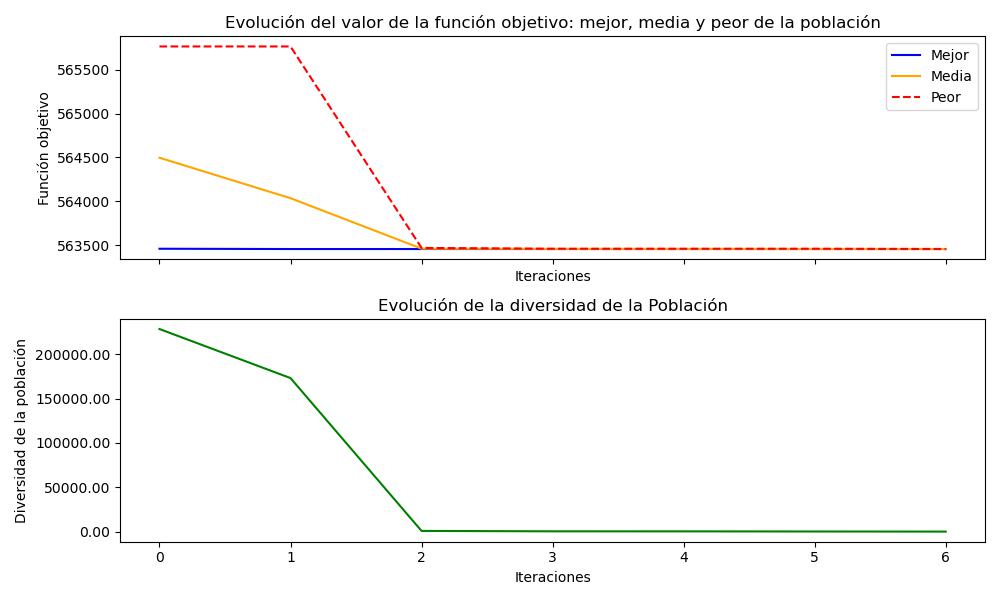 Evolución del valor de la función objetivo: mejor, media y peor de la población
Función objetivo
565500
565000
564500
564000
563500
Mejor
Media
Peor
Iteraciones
Evolución de la diversidad de la Población
Diversidad de la población
200000.00
150000.00
100000.00
50000.00
0.00
0 1 2 3 4 5 6
Iteraciones